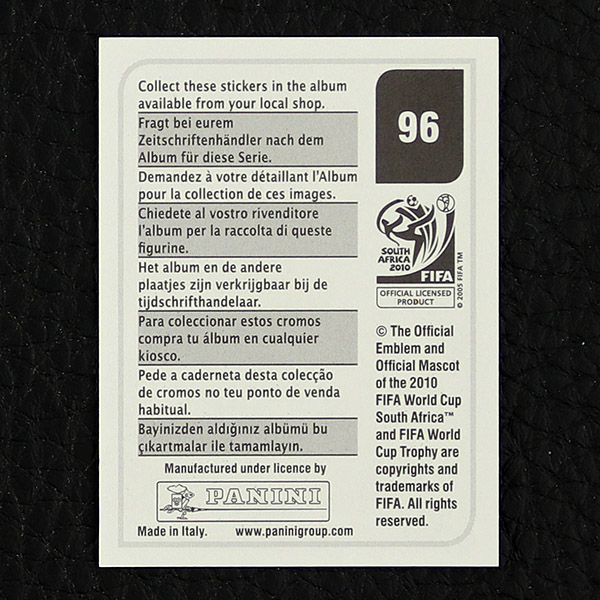 Collect these stickers in the album
available from your local shop.
Fragt bei eurem
Zeitschriftenhändler nach dem
Album für diese Serie.
Demandez à votre détaillant l'Album
pour la collection de ces images.
Chiedete al vostro rivenditore
l'album per la raccolta di queste
figurine.
Het album en de andere
plaatjes zijn verkrijgbaar bij de
tijdschrifthandelaar.
Para coleccionar estos cromos
compra tu álbum en cualquier
kiosco.
Pede a caderneta desta colecção
de cromos no teu ponto de venda
habitual.
Bayinizden aldığınız albümü bu
çıkartmalar ile tamamlayın.
Manufactured under licence by
PANINI
Made in Italy. www.paninigroup.com
96
SOUTH
AFRICA
2010
FIFA
© 2005 FIFA TM
OFFICIAL LICENSED
PRODUCT
© The Official
Emblem and
Official Mascot
of the 2010
FIFA World Cup
South Africa™
and FIFA World
Cup Trophy are
copyrights and
trademarks of
FIFA. All rights
reserved.